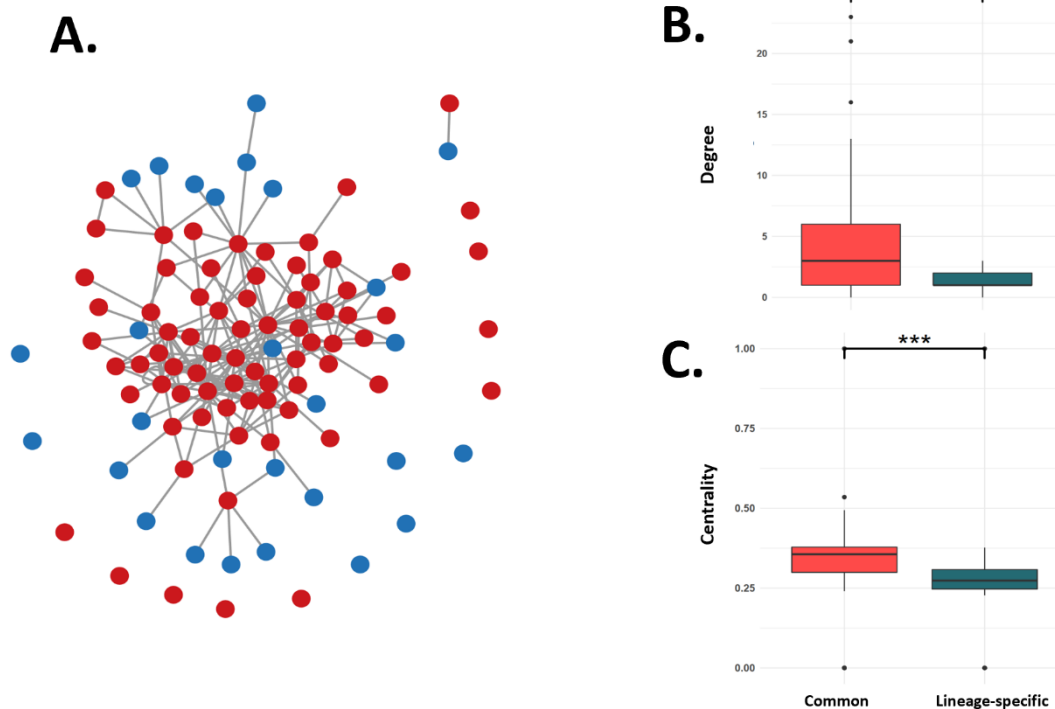 A.
B.
20
15
10
5
0
Degree
C.
***
1.00
0.75
0.50
0.25
0.00
Centrality
Common Lineage-specific